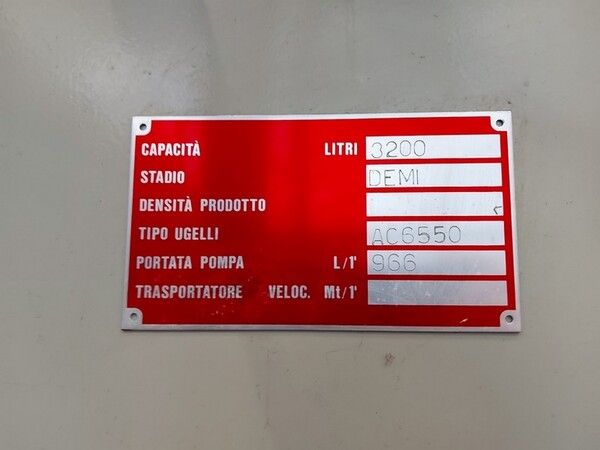 CAPACITÀ LITRI 3200
STADIO DEMI
DENSITÀ PRODOTTO
TIPO UGELLI AC6550
PORTATA POMPA L/1' 966
TRASPORTATORE VELOC. Mt/1'